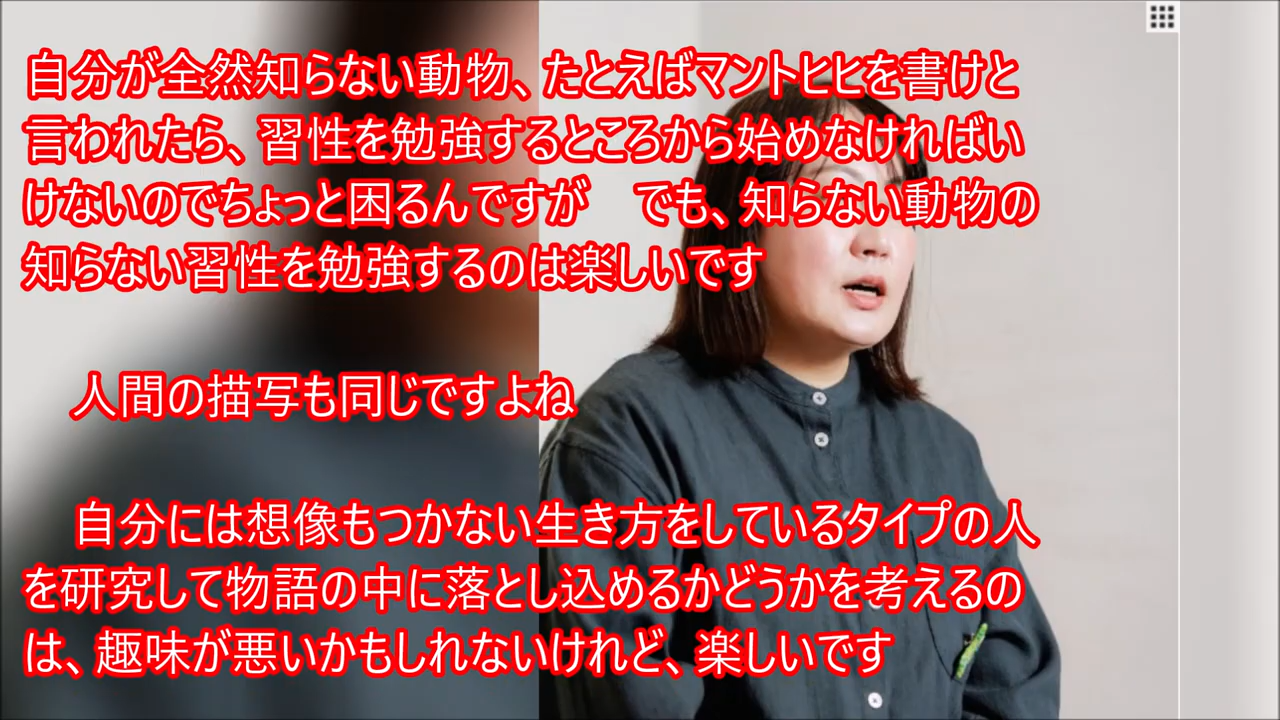 自分が全然知らない動物、たとえばマントヒヒを書けと
言われたら、習性を勉強するところから始めなければい
けないのでちょっと困るんですが　でも、知らない動物の
知らない習性を勉強するのは楽しいです
人間の描写も同じですよね
自分には想像もつかない生き方をしているタイプの人
を研究して物語の中に落とし込めるかどうかを考えるの
は、趣味が悪いかもしれないけれど、楽しいです